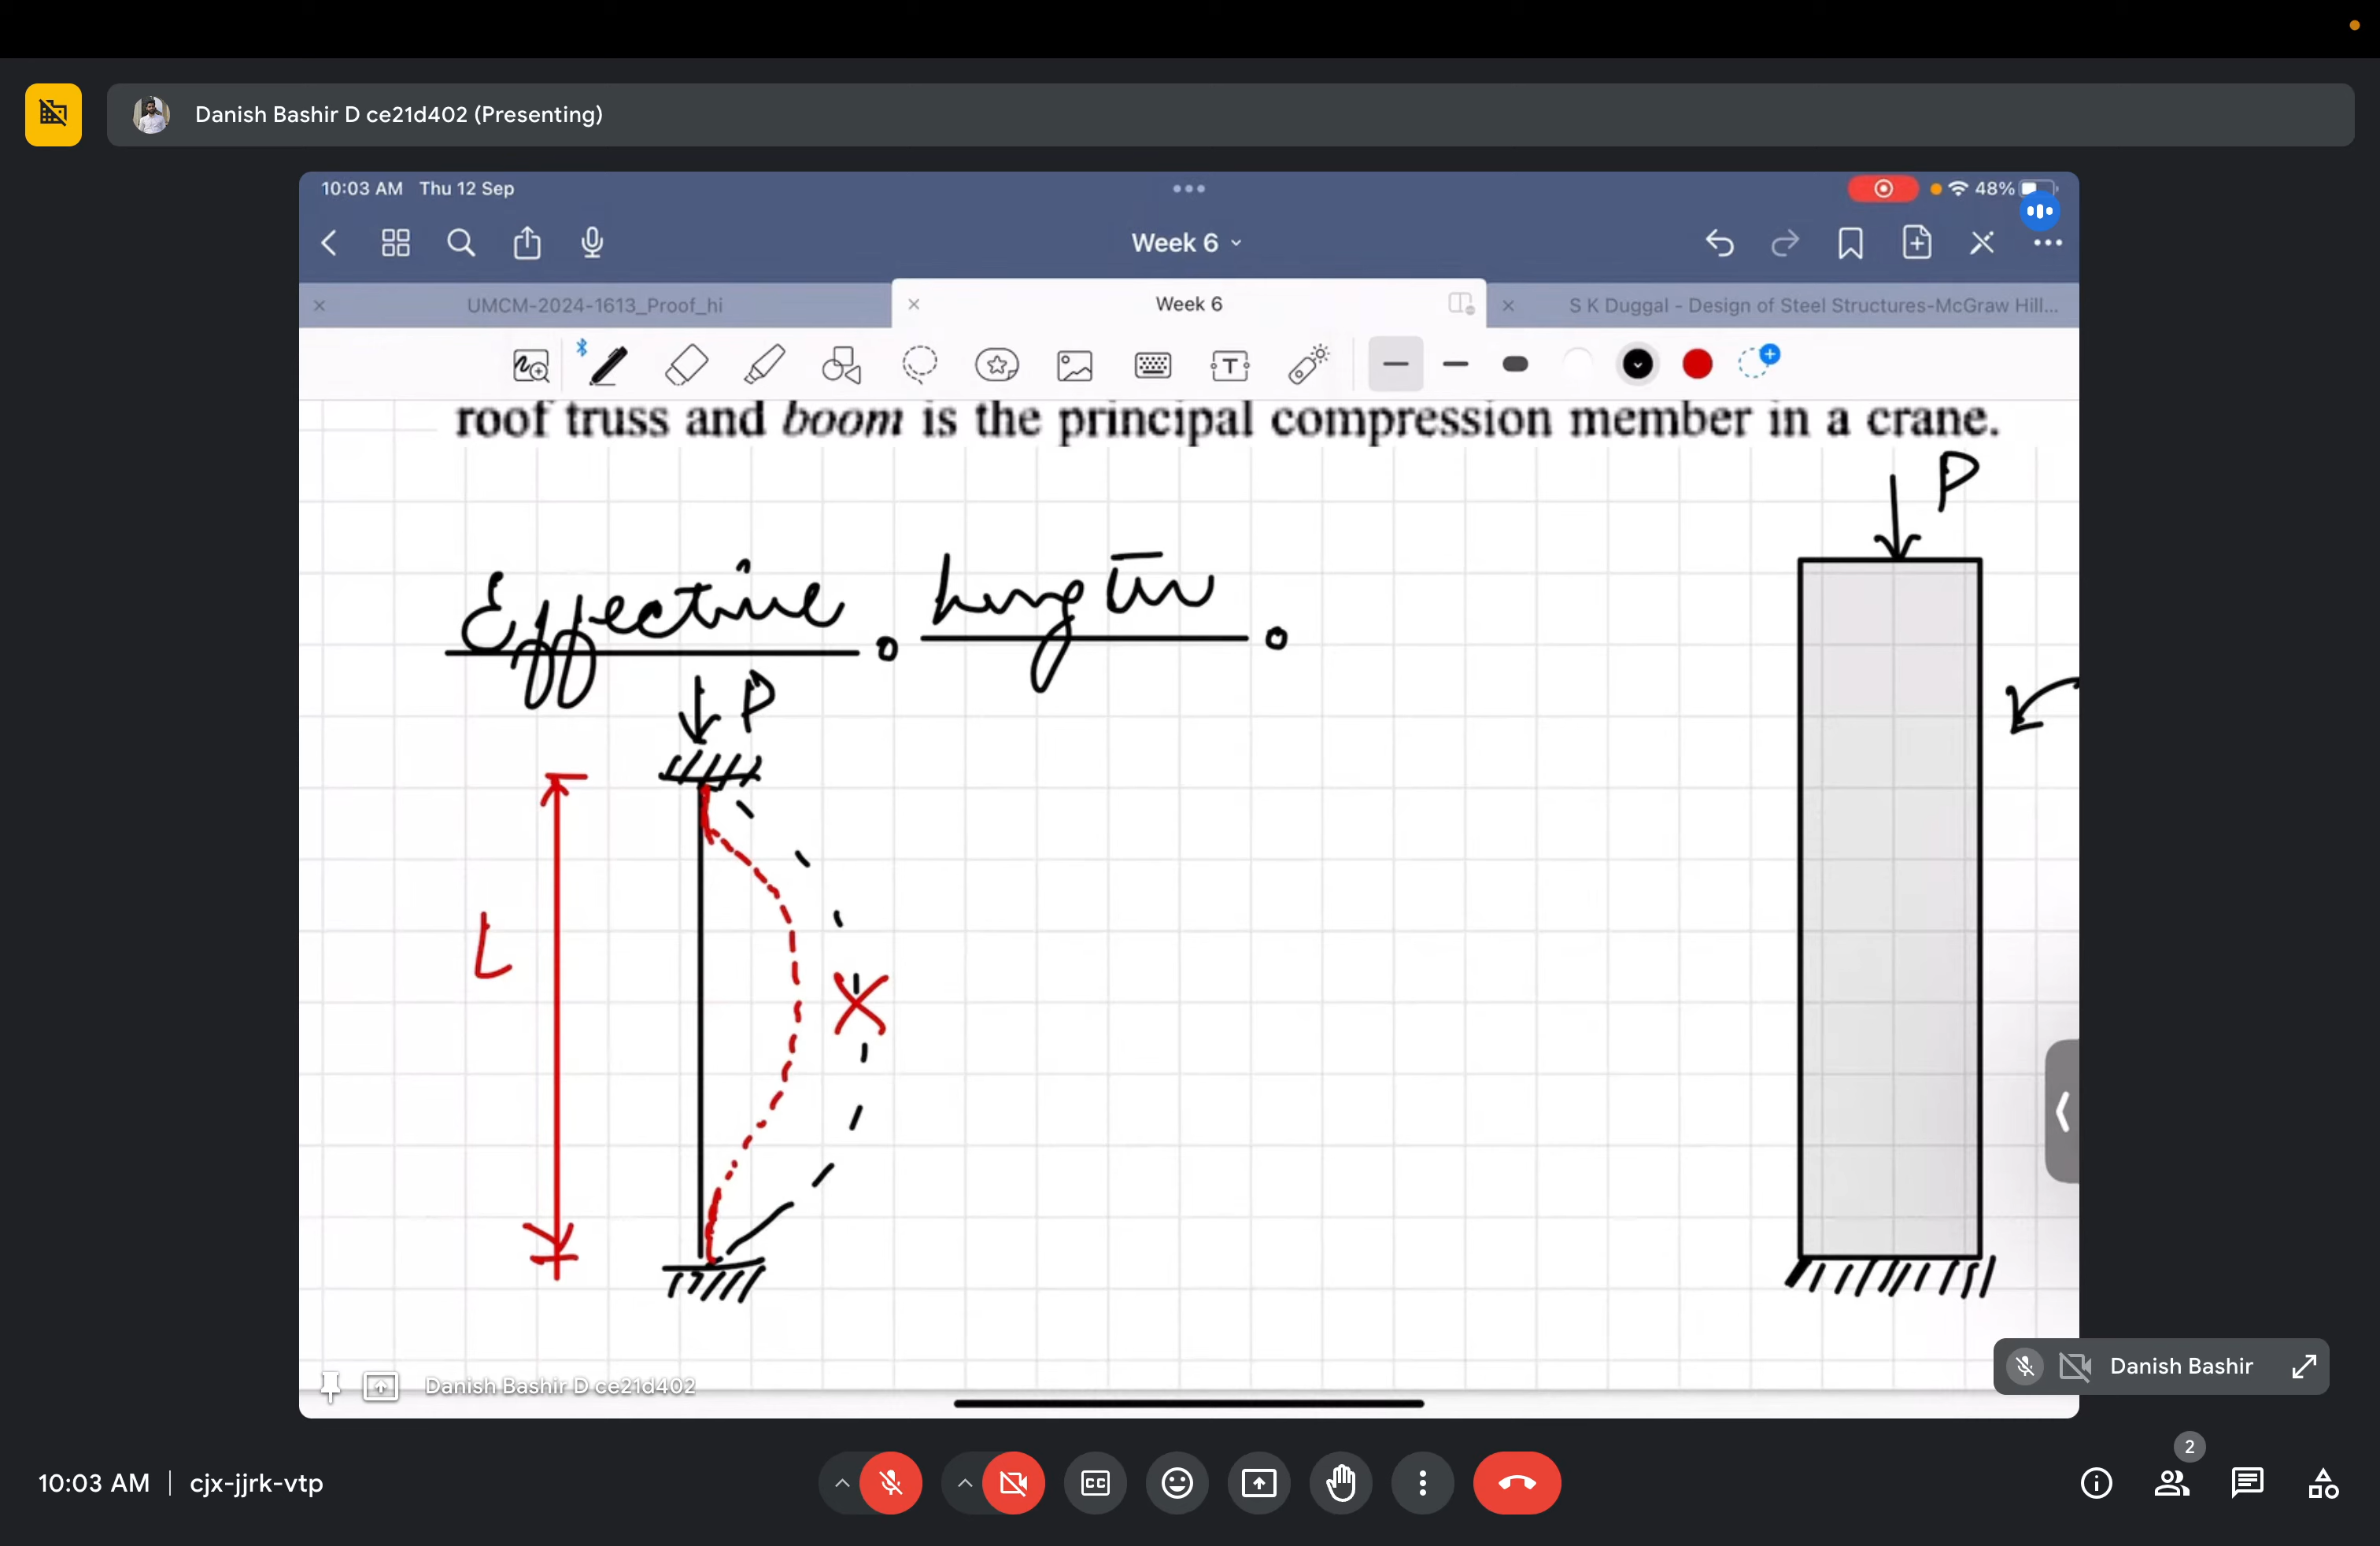 Danish Bashir D ce21d402 (Presenting)
10:03 AM Thu 12 Sep
48%
Week 6
UMCM-2024-1613_Proof_hi
Week 6
S K Duggal - Design of Steel Structures-McGraw Hill...
T
roof truss and boom is the principal compression member in a crane.
P
Effective length
P
L
X
Danish Bashir
Danish Bashir D ce21d402
2
10:03 AM | cjx-jjrk-vtp
CC